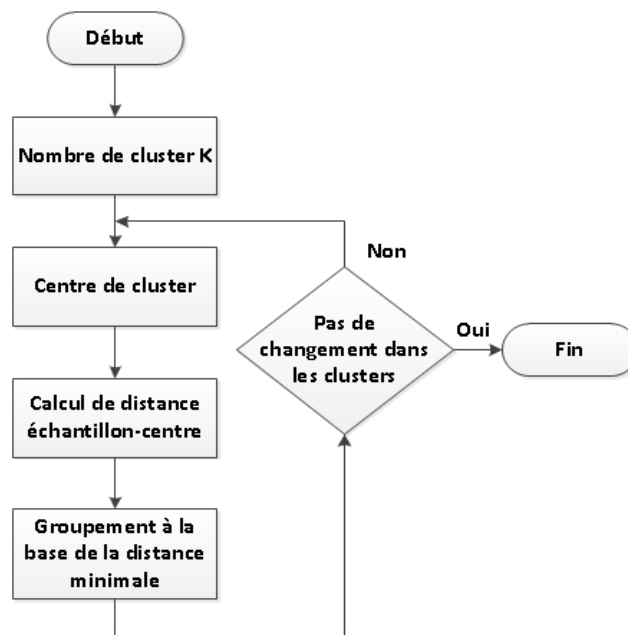 Début
Nombre de cluster K
Centre de cluster
Calcul de distance
échantillon-centre
Groupement à la
base de la distance
minimale
Non
Pas de
changement dans
les clusters
Oui
Fin